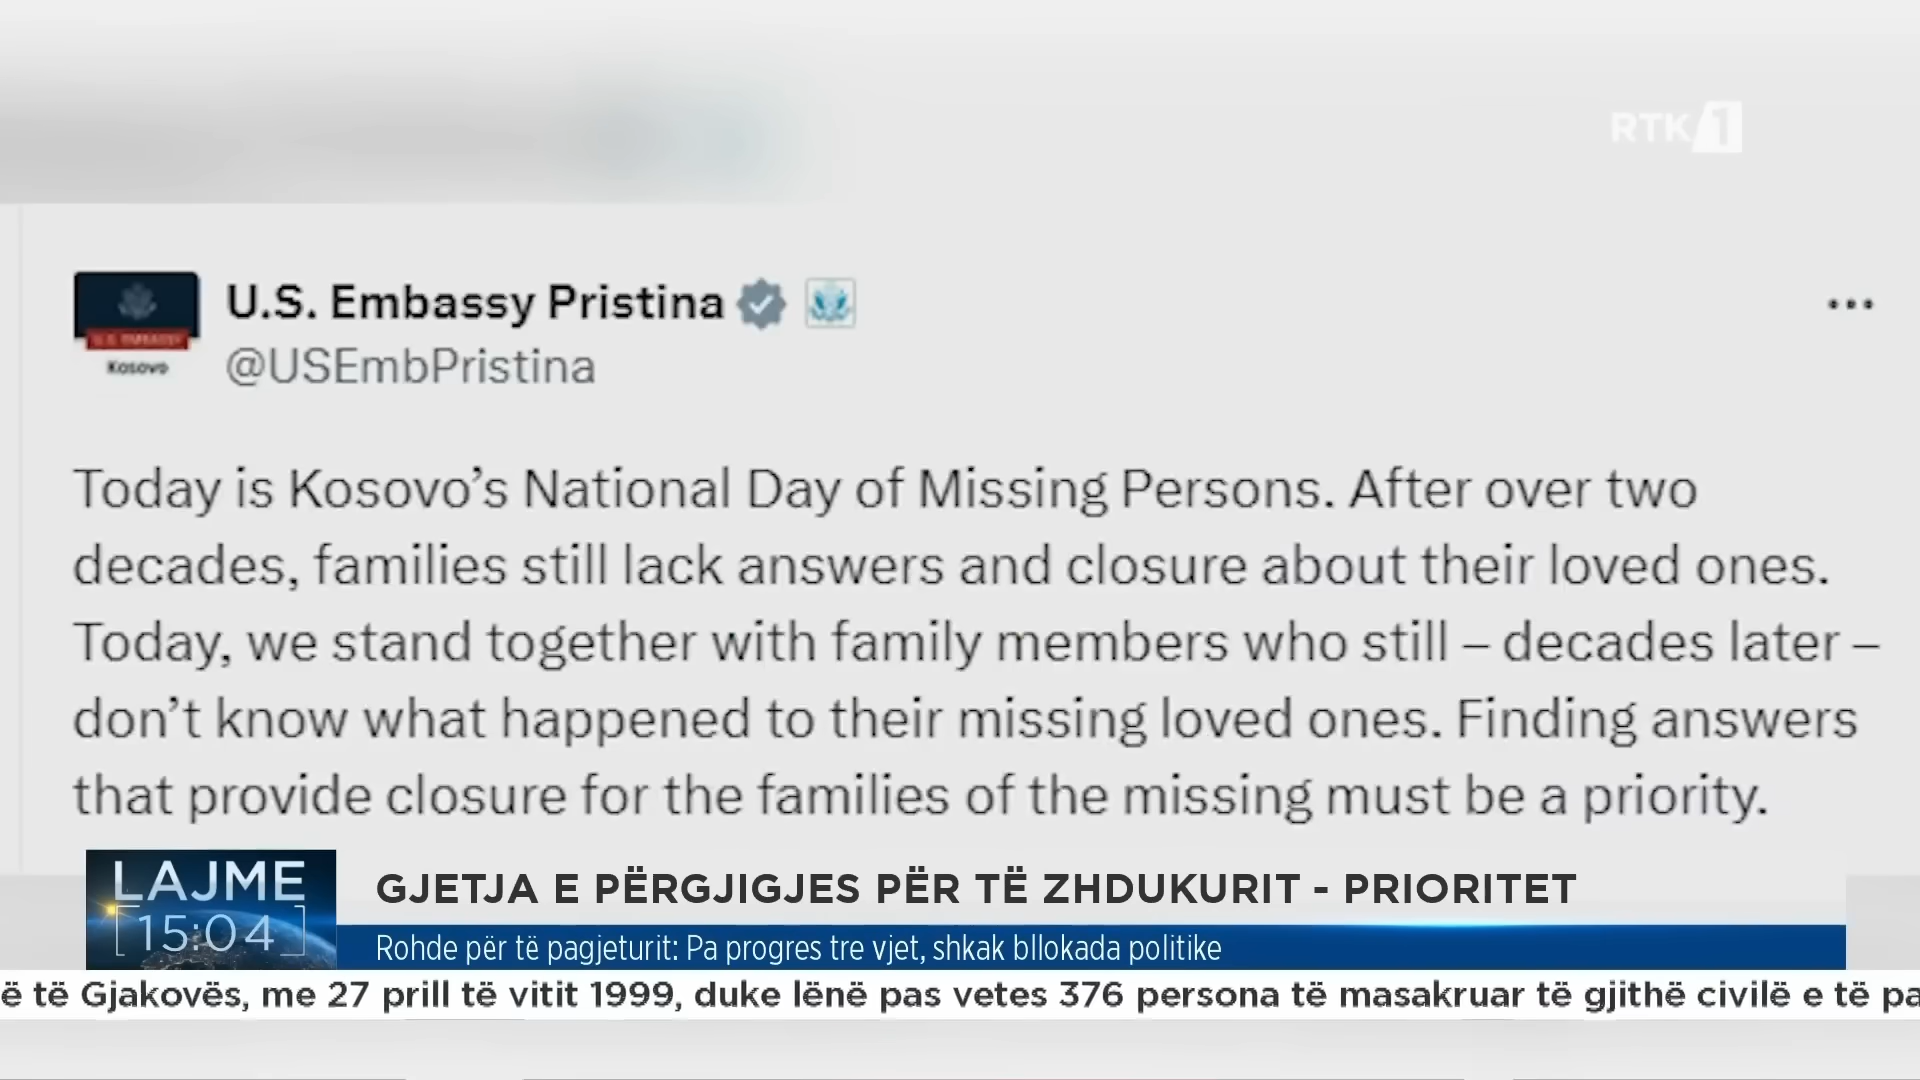 RTK 1
U.S. Embassy Pristina
@USEmbPristina
U.S. EMBASSY
Kosovo
Today is Kosovo’s National Day of Missing Persons. After over two
decades, families still lack answers and closure about their loved ones.
Today, we stand together with family members who still – decades later –
don’t know what happened to their missing loved ones. Finding answers
that provide closure for the families of the missing must be a priority.
LAJME
15:04
GJETJA E PËRGJIGJES PËR TË ZHDUKURIT - PRIORITET
Rohde për të pagjeturit: Pa progres tre vjet, shkak bllokada politike
ë të Gjakovës, me 27 prill të vitit 1999, duke lënë pas vetes 376 persona të masakruar të gjithë civilë e të pa